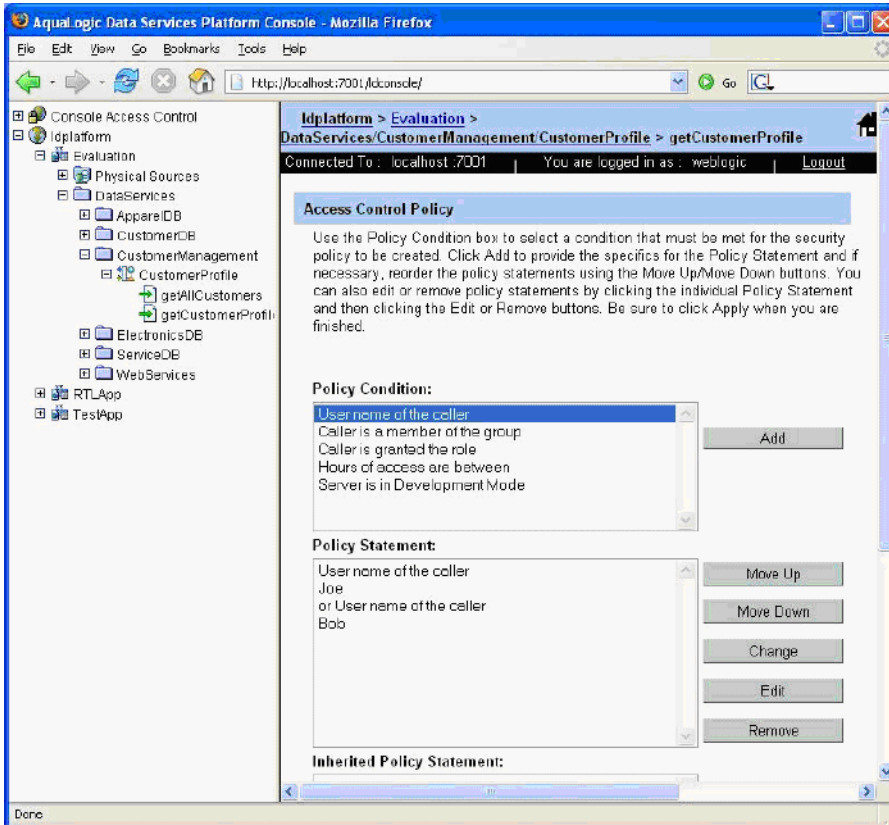 AquaLogic Data Services Platform Console - Mozilla Firefox
File Edit View Go Bookmarks Tools Help
http://localhost:7001/ldconsole/
Go
Console Access Control
ldplatform
Evaluation
Physical Sources
DataServices
ApparelDB
CustomerDB
CustomerManagement
CustomerProfile
getAllCustomers
getCustomerProfil
ElectronicsDB
ServiceDB
WebServices
RTLApp
TestApp
ldplatform > Evaluation >
DataServices/CustomerManagement/CustomerProfile > getCustomerProfile
Connected To : localhost :7001 | You are logged in as : weblogic | Logout
Access Control Policy
Use the Policy Condition box to select a condition that must be met for the security
policy to be created. Click Add to provide the specifics for the Policy Statement and if
necessary, reorder the policy statements using the Move Up/Move Down buttons. You
can also edit or remove policy statements by clicking the individual Policy Statement
and then clicking the Edit or Remove buttons. Be sure to click Apply when you are
finished.
Policy Condition:
User name of the caller
Caller is a member of the group
Caller is granted the role
Hours of access are between
Server is in Development Mode
Add
Policy Statement:
User name of the caller
Joe
or User name of the caller
Bob
Move Up
Move Down
Change
Edit
Remove
Inherited Policy Statement:
Done